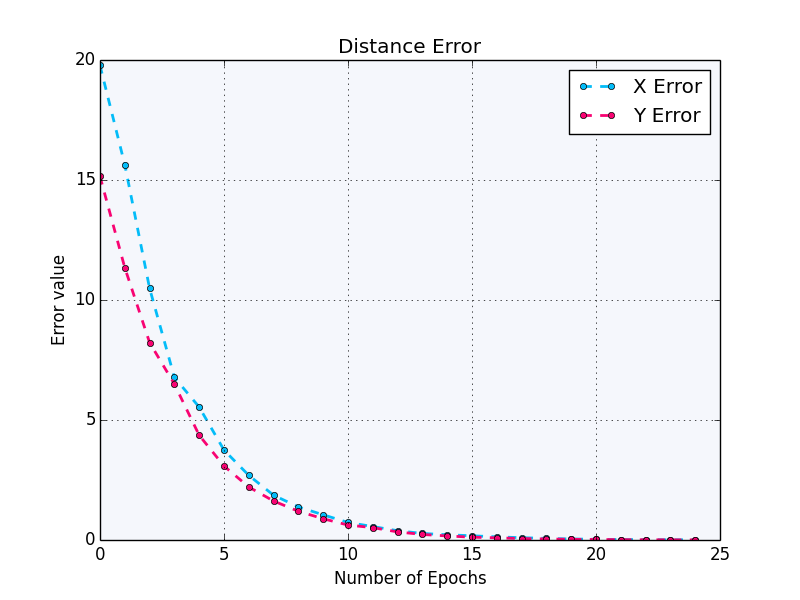 Distance Error
X Error
Y Error
20
15
10
5
0
Error value
0 5 10 15 20 25
Number of Epochs